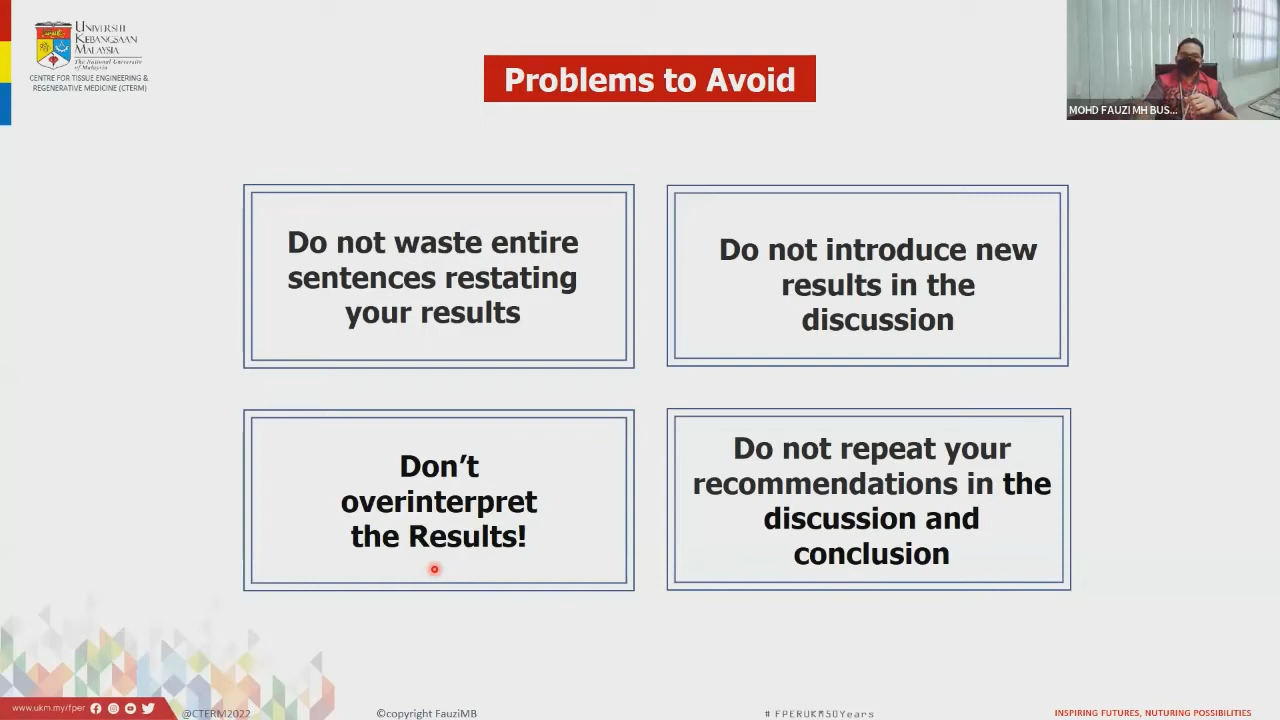 UNIVERSITI
KEBANGSAAN
MALAYSIA
The National University
of Malaysia
CENTRE FOR TISSUE ENGINEERING &
REGENERATIVE MEDICINE (CTERM)
Problems to Avoid
MOHD FAUZI MH BUS...
Do not waste entire
sentences restating
your results
Do not introduce new
results in the
discussion
Don't
overinterpret
the Results!
Do not repeat your
recommendations in the
discussion and
conclusion
www.ukm.my/fper
@CTERM2022
©copyright FauziMB
#FPERUKM50Years
INSPIRING FUTURES, NUTURING POSSIBILITIES